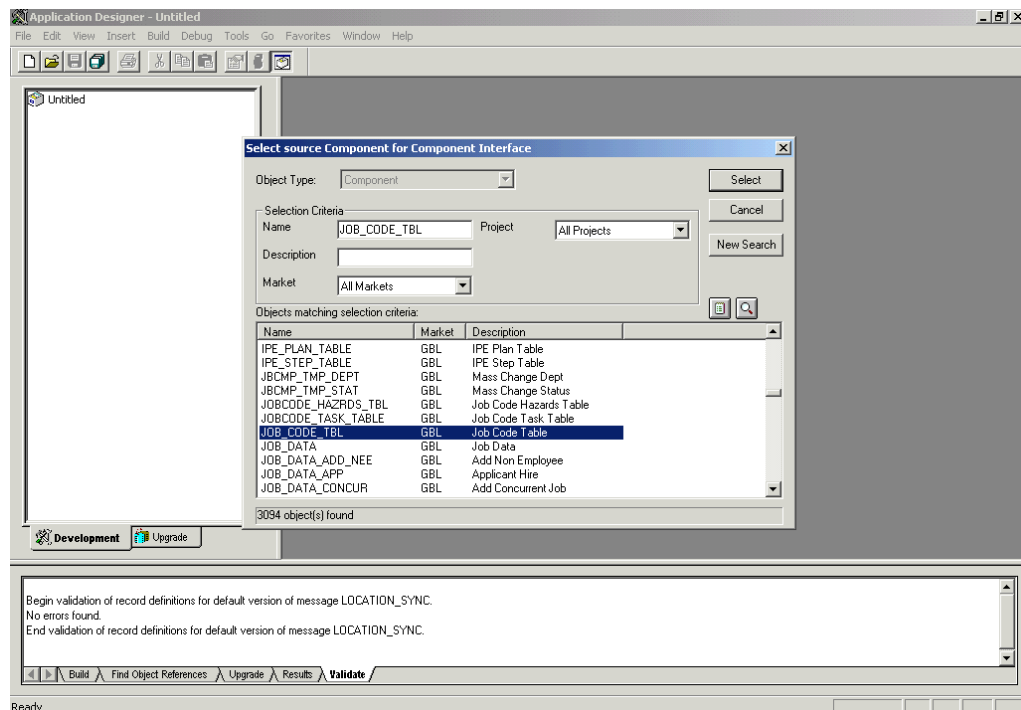 Application Designer - Untitled
File Edit View Insert Build Debug Tools Go Favorites Window Help
Untitled
Select source Component for Component Interface
Object Type: Component
Select
Selection Criteria
Cancel
Name JOB_CODE_TBL Project All Projects
New Search
Description
Market All Markets
Objects matching selection criteria:
Name Market Description
IPE_PLAN_TABLE GBL IPE Plan Table
IPE_STEP_TABLE GBL IPE Step Table
JBCMP_TMP_DEPT GBL Mass Change Dept
JBCMP_TMP_STAT GBL Mass Change Status
JOBCODE_HAZRDS_TBL GBL Job Code Hazards Table
JOBCODE_TASK_TABLE GBL Job Code Task Table
JOB_CODE_TBL GBL Job Code Table
JOB_DATA GBL Job Data
JOB_DATA_ADD_NEE GBL Add Non Employee
JOB_DATA_APP GBL Applicant Hire
JOB_DATA_CONCUR GBL Add Concurrent Job
3094 object(s) found
Development Upgrade
Begin validation of record definitions for default version of message LOCATION_SYNC.
No errors found.
End validation of record definitions for default version of message LOCATION_SYNC.
Build Find Object References Upgrade Results Validate
Ready